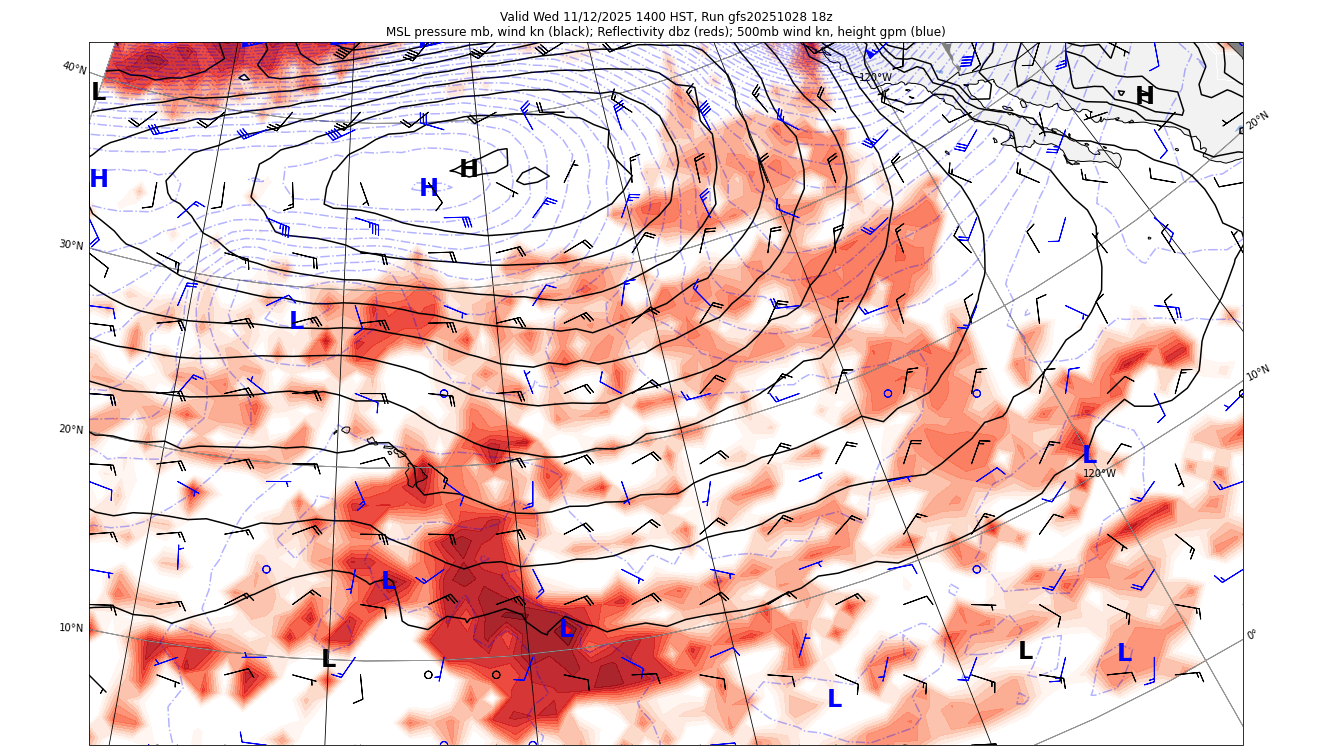 Valid Wed 11/12/2025 1400 HST, Run gfs20251028 18z
MSL pressure mb, wind kn (black); Reflectivity dbz (reds); 500mb wind kn, height gpm (blue)
40°N
120°W
L
H
20°N
H
H
H
30°N
L
10°N
20°N
L
120°W
L
10°N
L
0°
L
L
L
L